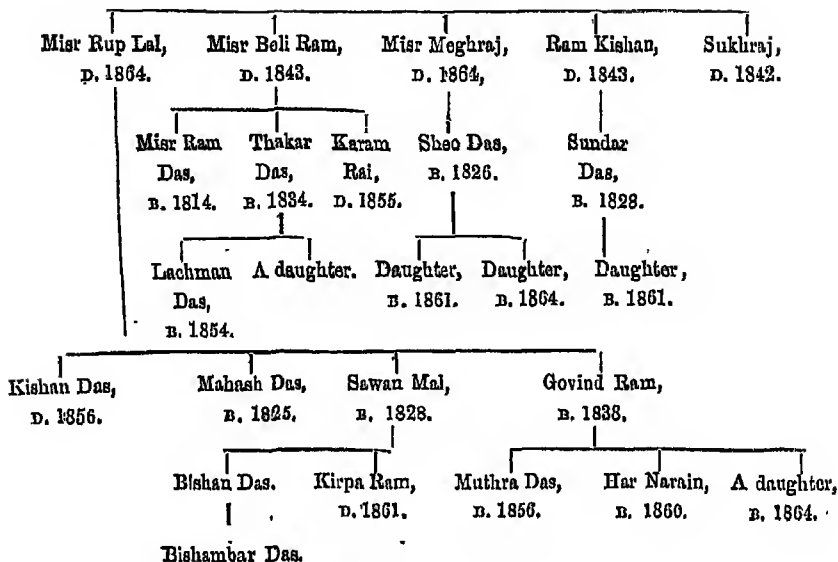 Misr Rup Lal, Misr Beli Ram, Misr Meghraj, Ram Kishan, Sukhraj,
D. 1864. D. 1843. D. 1864, D. 1843. D. 1842.
Misr Ram Thakar Karam Sheo Das, Sundar
Das, Das, Rai, B. 1826. Das,
B. 1814. B. 1834. D. 1855. B. 1828.
Lachman A daughter. Daughter, Daughter, Daughter,
Das, B. 1861. B. 1864. B. 1861.
B. 1854.
Kishan Das, Mahash Das, Sawan Mal, Govind Ram,
D. 1856. B. 1825. B. 1828. B. 1838.
Bishan Das. Kirpa Ram, Muthra Das, Har Narain, A daughter,
D. 1861. B. 1856. B. 1860. B. 1864.
Bishambar Das.